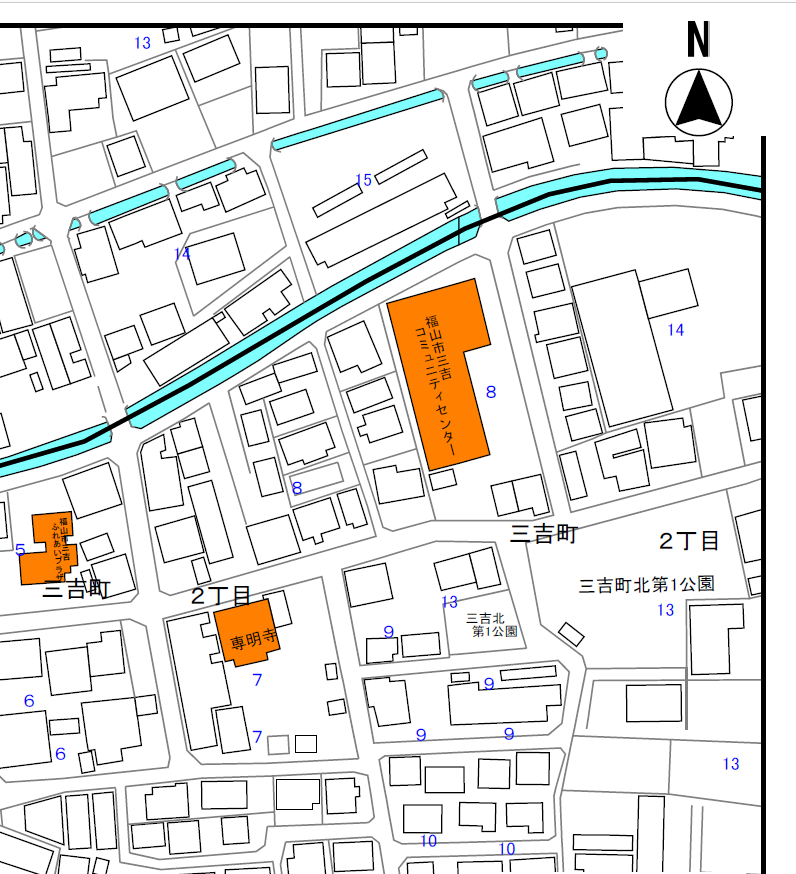 N
13
15
14
14
福山市三吉
コミュニティセンター
8
8
三吉町
2丁目
5
福山市三吉
ふれあいプラザ
三吉町
2丁目
三吉町北第1公園
13
13
三吉北
第1公園
9
専明寺
7
9
6
7
9
9
6
13
10
10